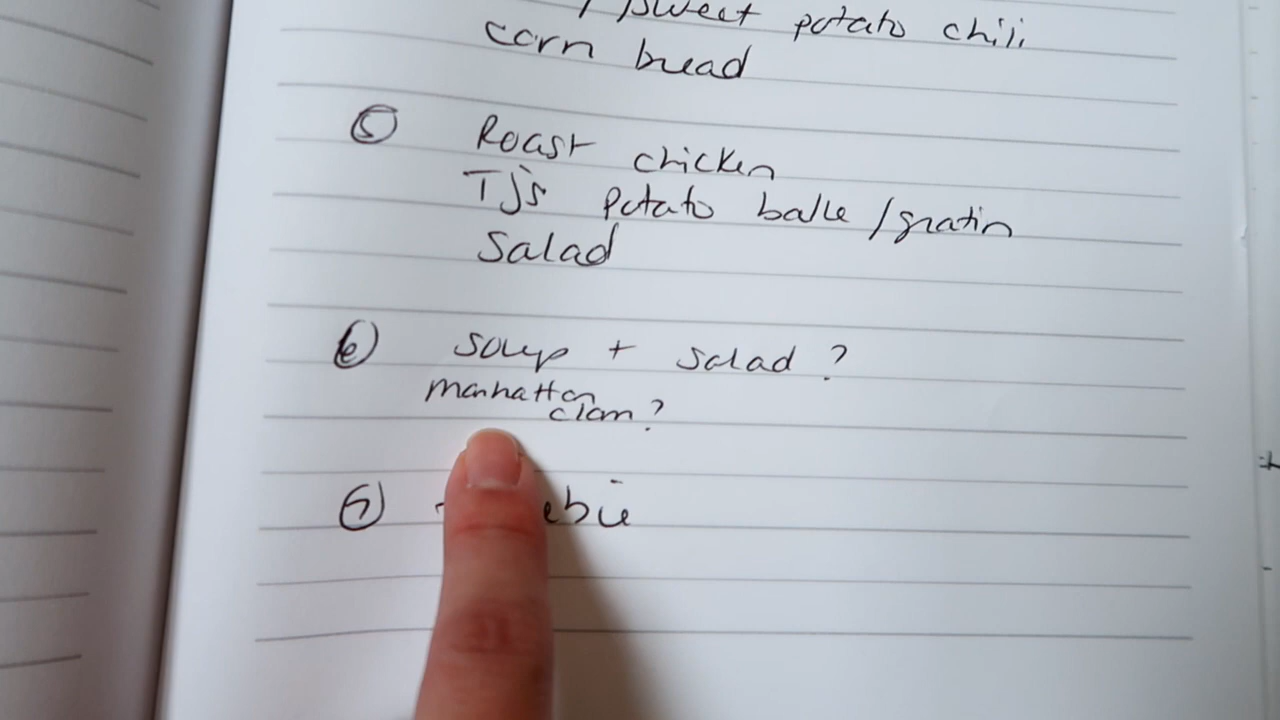 sweet potato chili
corn bread
5 Roast chicken
TJ's potato bake/gratin
Salad
6 soup + salad ?
manhattan
clam ?
7